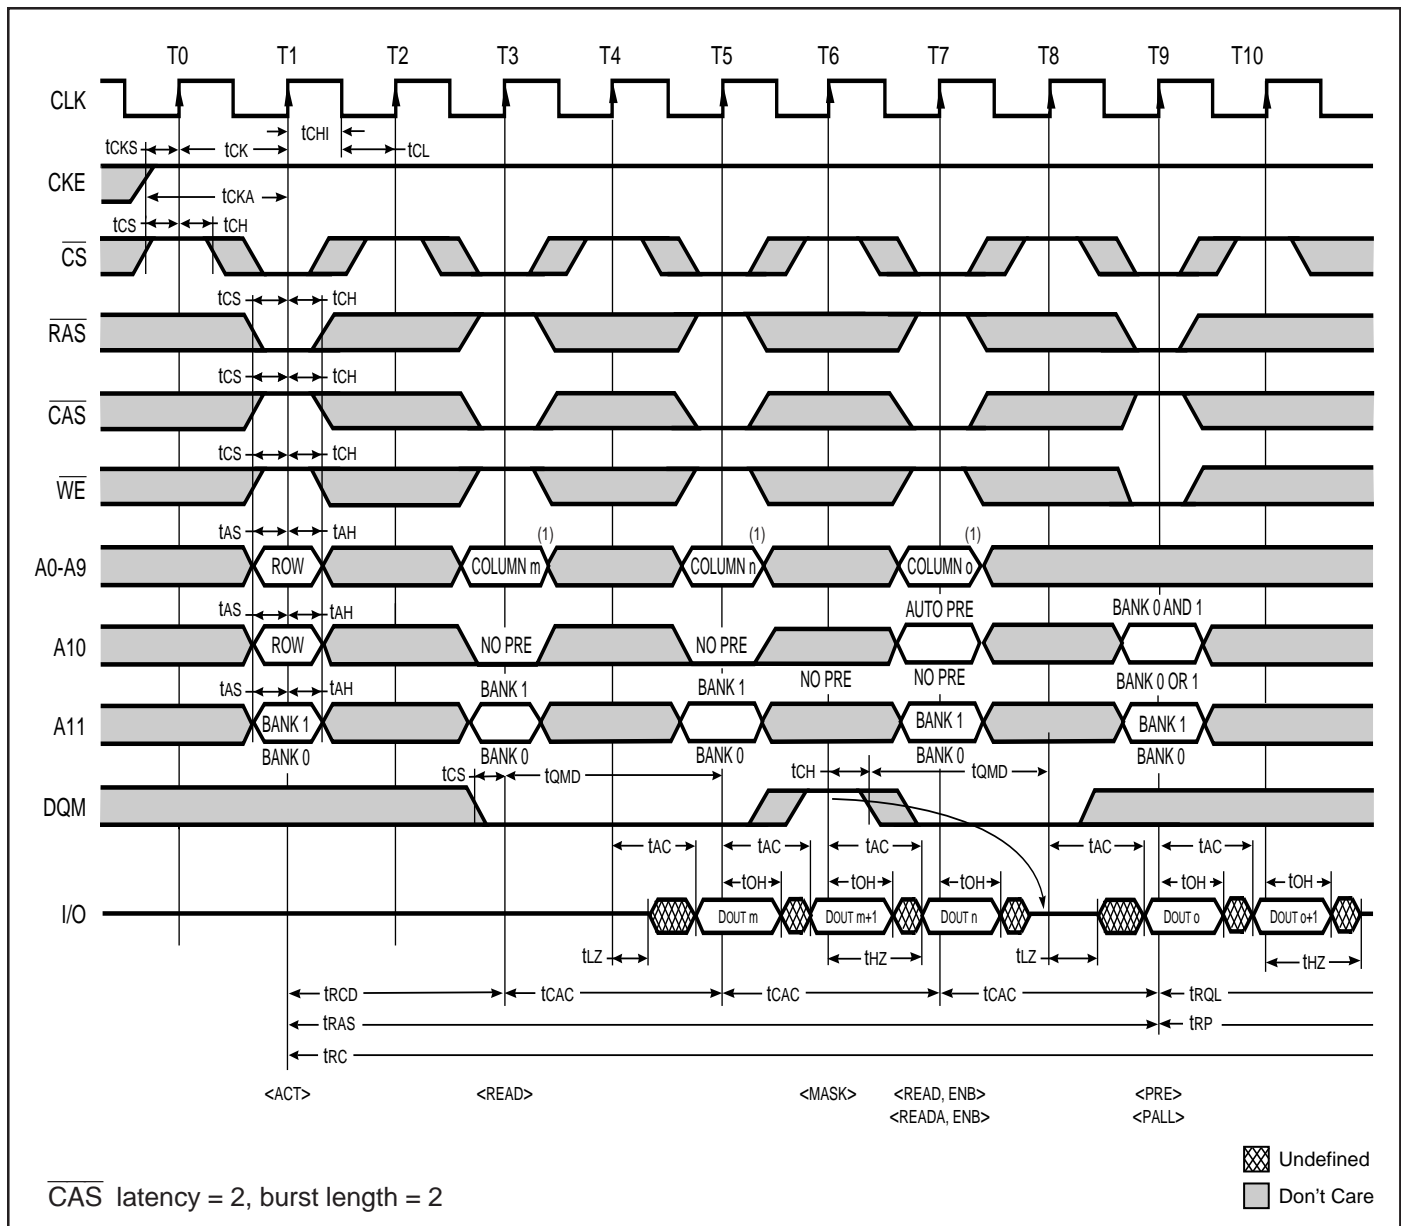 T0 T1 T2 T3 T4 T5 T6 T7 T8 T9 T10
CLK
tCHI
tCKS tCK tCL
CKE
tCKA
tCS tCH
CS
tCS tCH
RAS
tCS tCH
CAS
tCS tCH
WE
tAS tAH (1) (1) (1)
A0-A9 ROW COLUMN m COLUMN n COLUMN o
tAS tAH AUTO PRE BANK 0 AND 1
A10 ROW NO PRE NO PRE
NO PRE NO PRE BANK 0 OR 1
tAS tAH BANK 1 BANK 1
A11 BANK 1 BANK 1 BANK 1
BANK 0 BANK 0 BANK 0 BANK 0 BANK 0
tCS tQMD tCH tQMD
DQM
tAC tAC tAC tAC tAC
tOH tOH tOH tOH tOH
I/O DOUT m DOUT m+1 DOUT n DOUT o DOUT o+1
tLZ tHZ tLZ tHZ
tRCD tCAC tCAC tCAC tRQL
tRAS tRP
tRC
<ACT> <READ> <MASK> <READ, ENB> <PRE>
<READA, ENB> <PALL>
Undefined
Don't Care
CAS latency = 2, burst length = 2